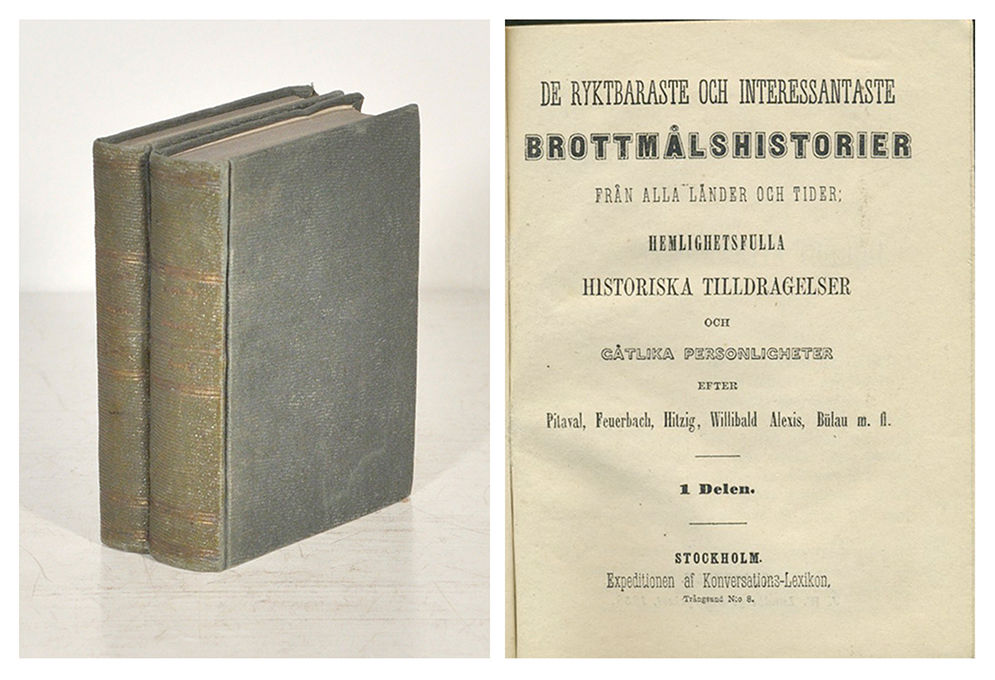 DE RYKTBARASTE OCH INTERESSANTASTE
BROTTMÅLSHISTORIER
FRÅN ALLA LÄNDER OCH TIDER;
HEMLIGHETSFULLA
HISTORISKA TILLDRAGELSER
OCH
GÅTLIKA PERSONLIGHETER
EFTER
Pitaval, Feuerbach, Hitzig, Willibald Alexis, Bülau m. fl.
1 Delen.
STOCKHOLM.
Expeditionen af Konversations-Lexikon,
Trångsund N:o 8.